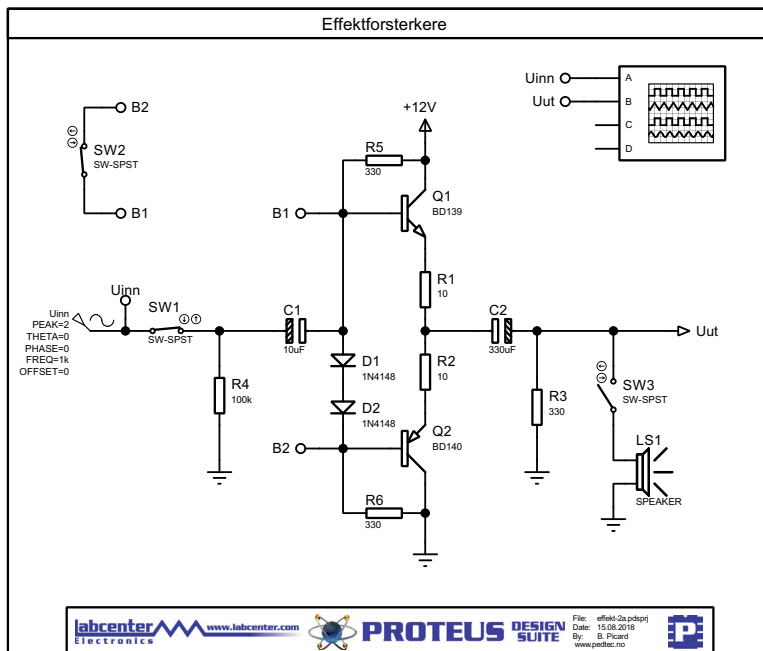 Effektforsterkere
Uinn
A
Uut
B
C
D
+12V
B2
SW2
SW-SPST
B1
R5
330
Q1
BD139
B1
R1
10
Uinn
Uinn
PEAK=2
THETA=0
PHASE=0
FREQ=1k
OFFSET=0
SW1
SW-SPST
C1
10uF
C2
330uF
Uut
R4
100k
D1
1N4148
D2
1N4148
R2
10
R3
330
SW3
SW-SPST
B2
Q2
BD140
LS1
SPEAKER
R6
330
labcenter
Electronics
www.labcenter.com
PROTEUS
DESIGN
SUITE
File: effekt-2a.pdsprj
Date: 15.08.2018
By: B. Picard
www.pedtec.no